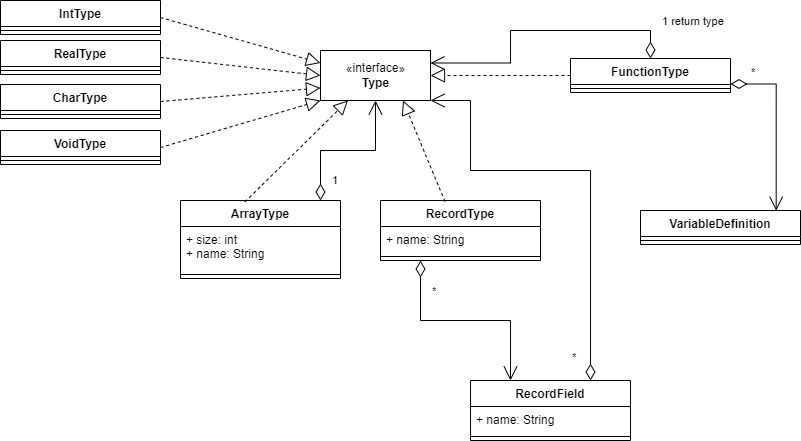 IntType
RealType
CharType
VoidType
«interface»
Type
1 return type
FunctionType
*
VariableDefinition
1
ArrayType
+ size: int
+ name: String
RecordType
+ name: String
*
*
RecordField
+ name: String